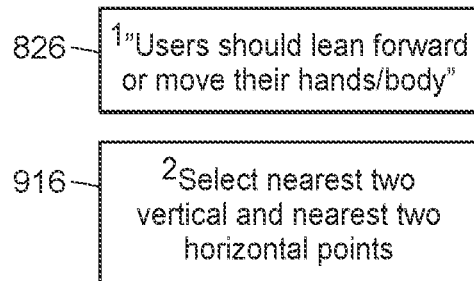 826 ¹"Users should lean forward
or move their hands/body"
916 ²Select nearest two
vertical and nearest two
horizontal points